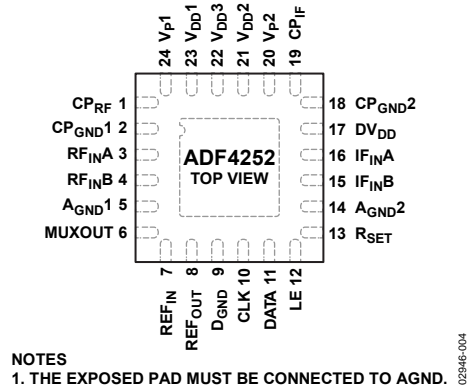 24 VP1
23 VDD1
22 VDD3
21 VDD2
20 VP2
19 CPIF
CPRF 1
CPGND1 2
RFINA 3
RFINB 4
AGND1 5
MUXOUT 6
ADF4252
TOP VIEW
18 CPGND2
17 DVDD
16 IFINA
15 IFINB
14 AGND2
13 RSET
REFIN 7
REFOUT 8
DGND 9
CLK 10
DATA 11
LE 12
NOTES
1. THE EXPOSED PAD MUST BE CONNECTED TO AGND.
02946-004